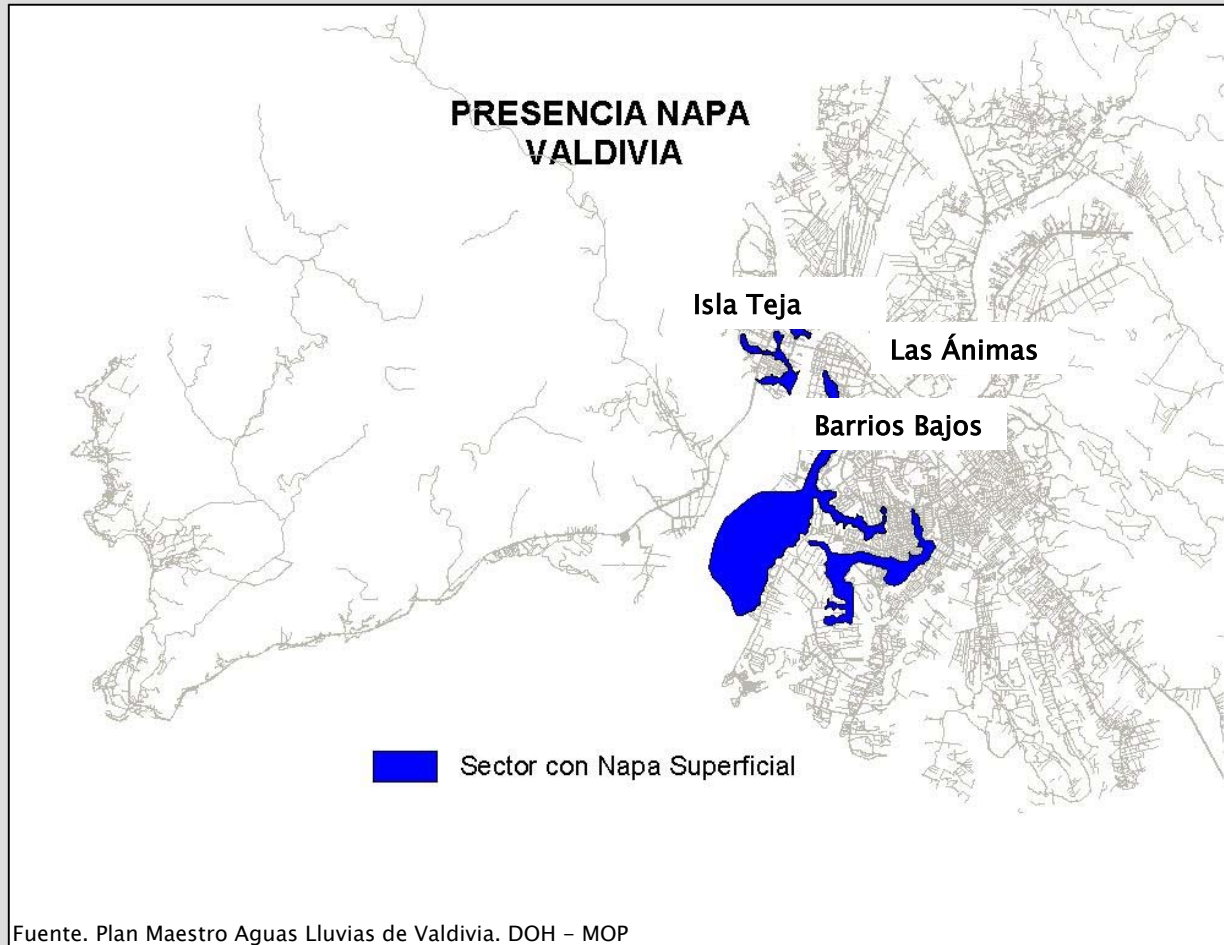 PRESENCIA NAPA
VALDIVIA
Isla Teja
Las Ánimas
Barrios Bajos
Sector con Napa Superficial
Fuente. Plan Maestro Aguas Lluvias de Valdivia. DOH – MOP